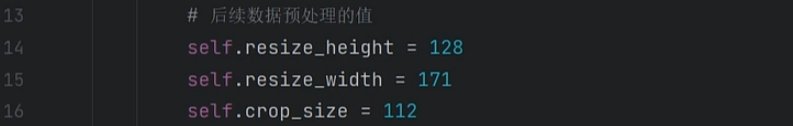 13 # 后续数据预处理的值
14 self.resize_height = 128
15 self.resize_width = 171
16 self.crop_size = 112